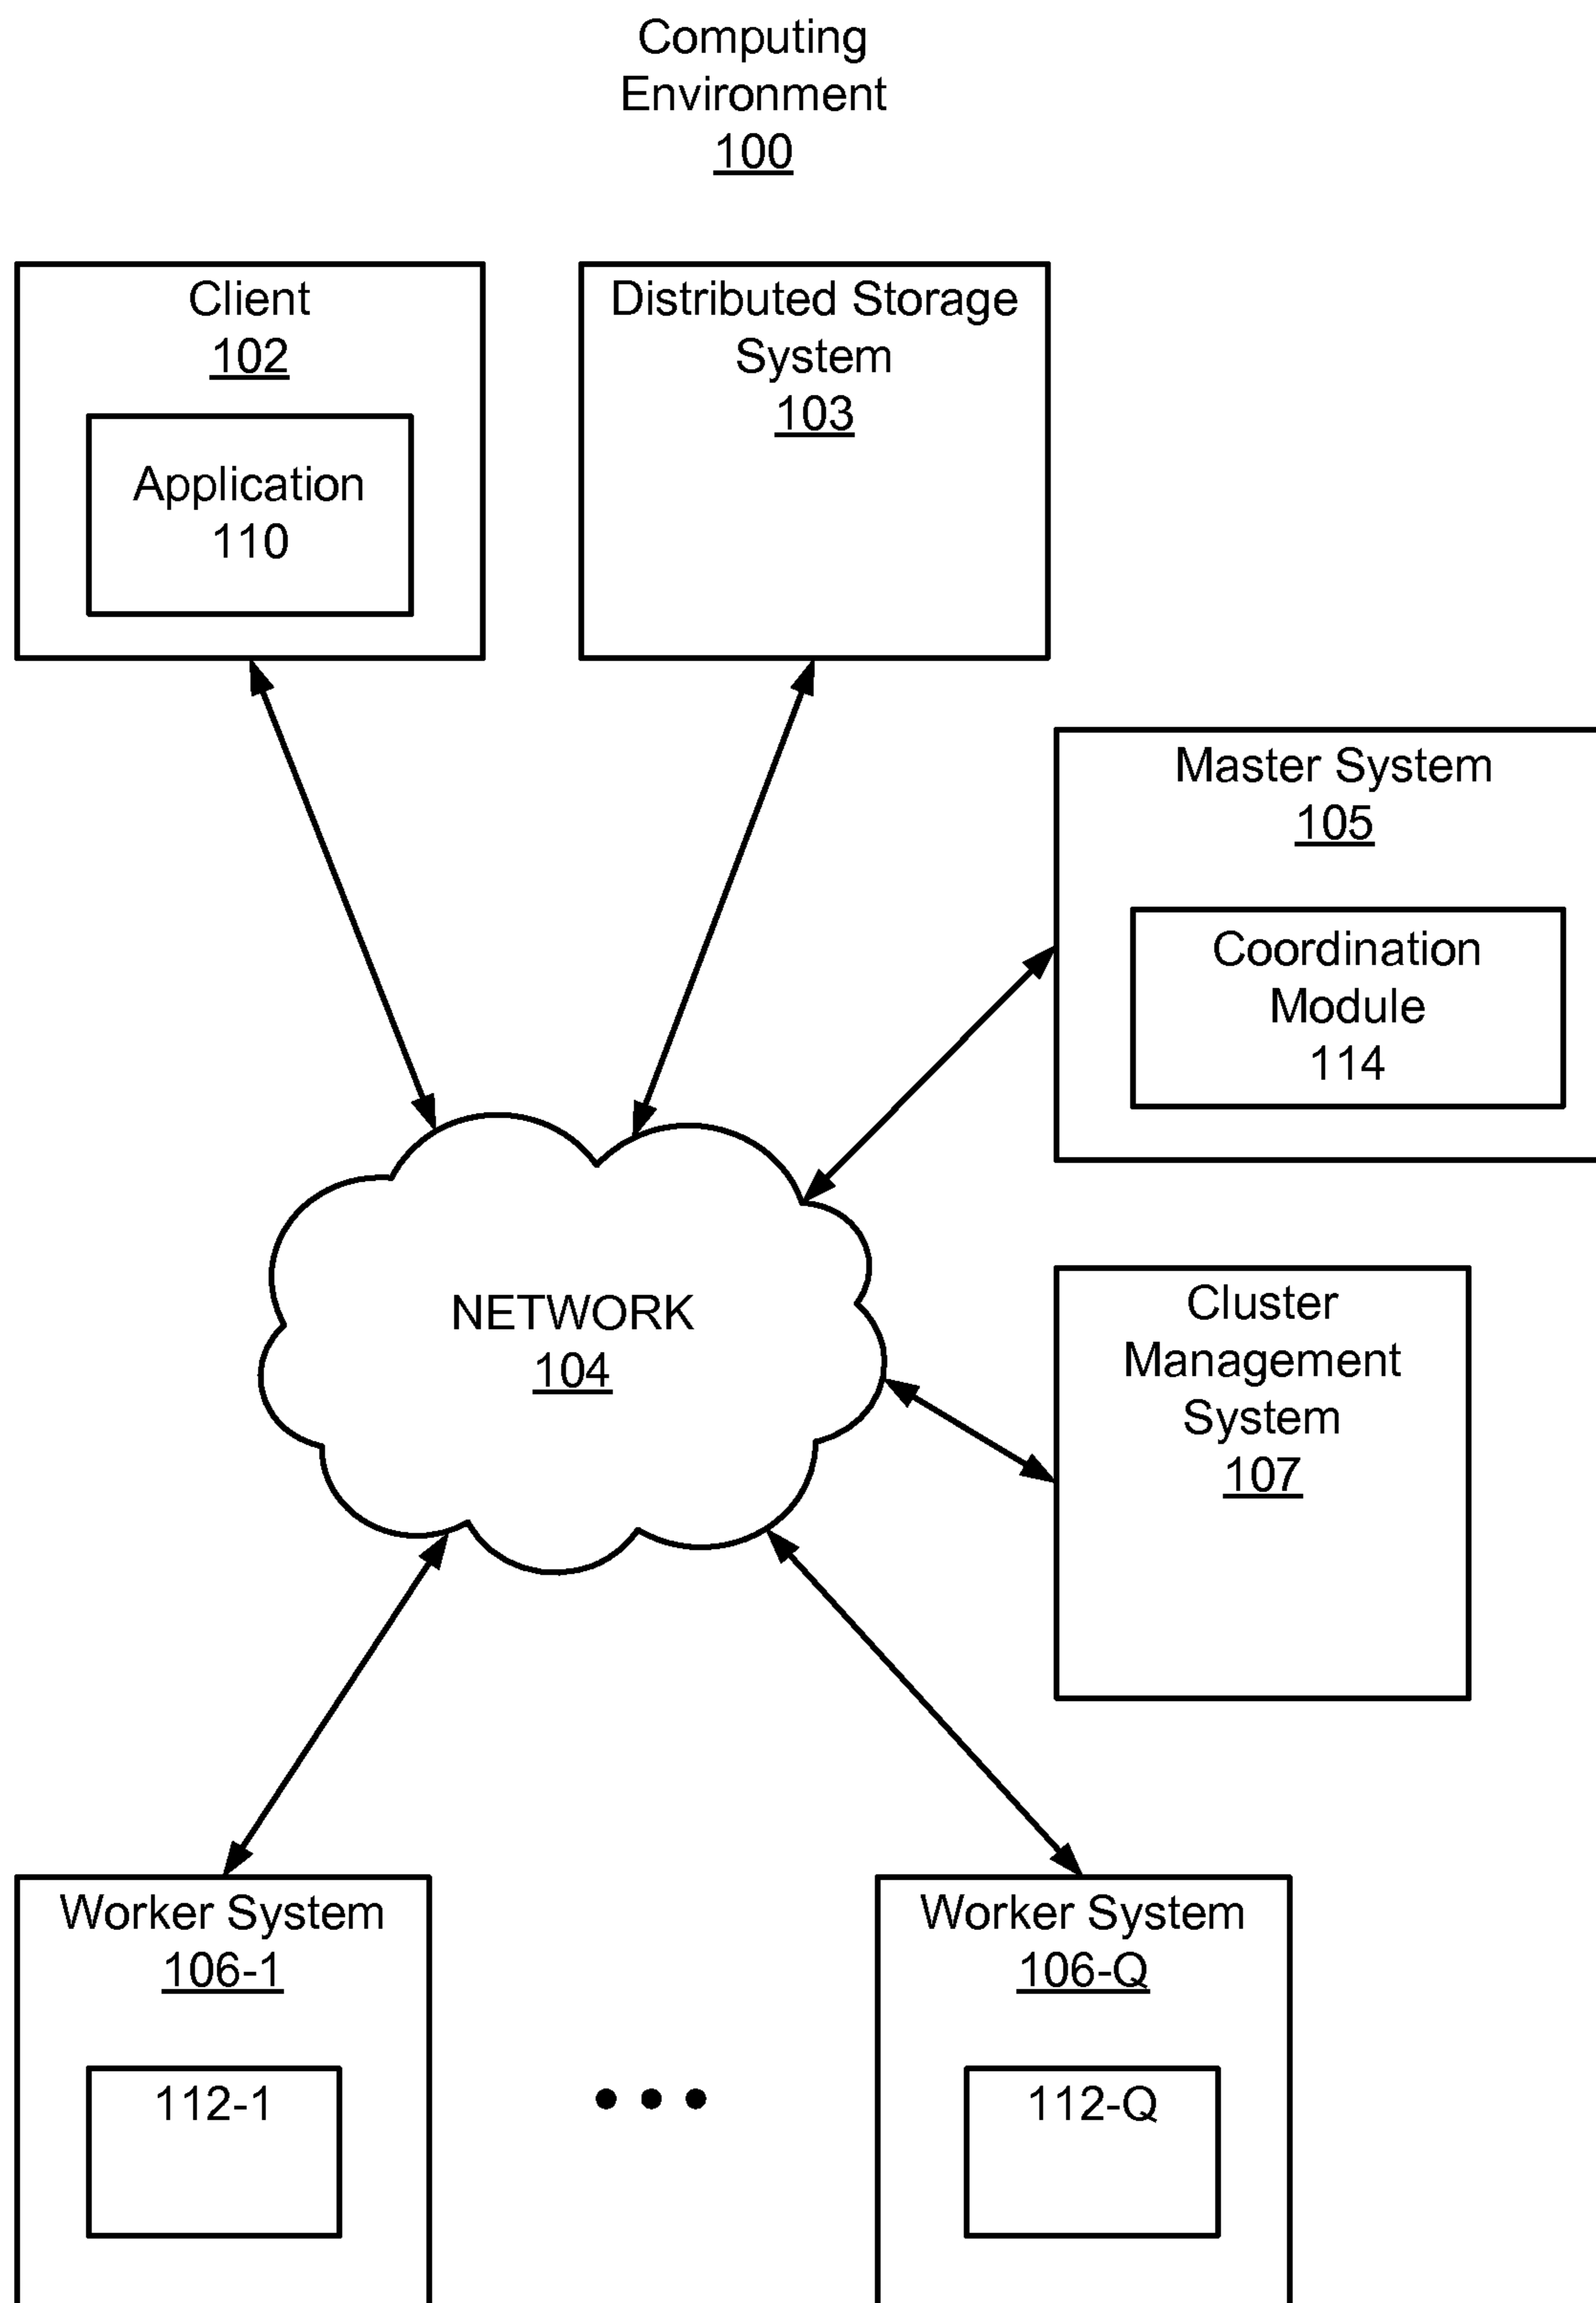 Computing
Environment
100
Client
102
Application
110
Distributed Storage
System
103
Master System
105
Coordination
Module
114
NETWORK
104
Cluster
Management
System
107
Worker System
106-1
112-1
Worker System
106-Q
112-Q